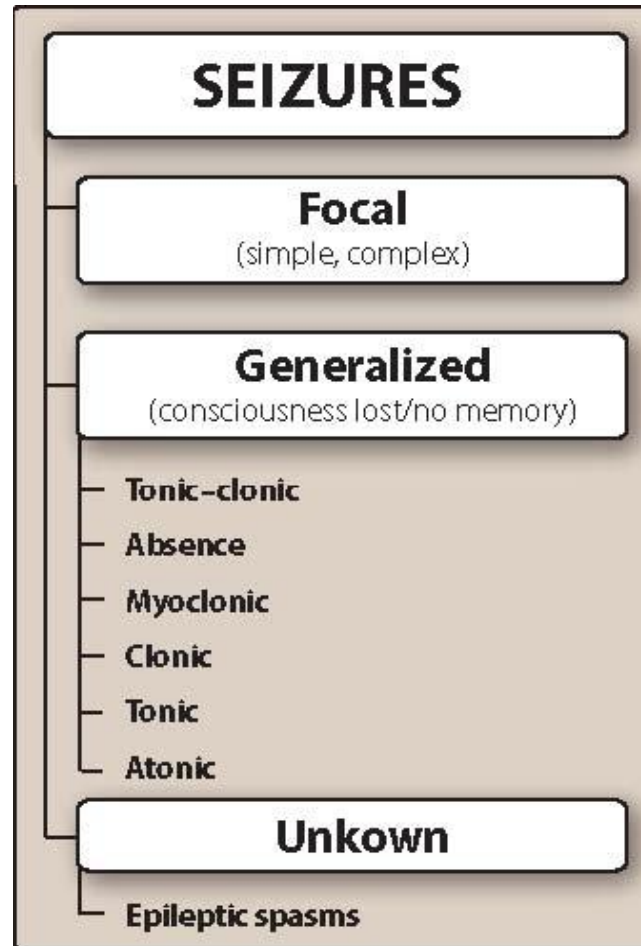 SEIZURES
Focal
(simple, complex)
Generalized
(consciousness lost/no memory)
Tonic–clonic
Absence
Myoclonic
Clonic
Tonic
Atonic
Unkown
Epileptic spasms